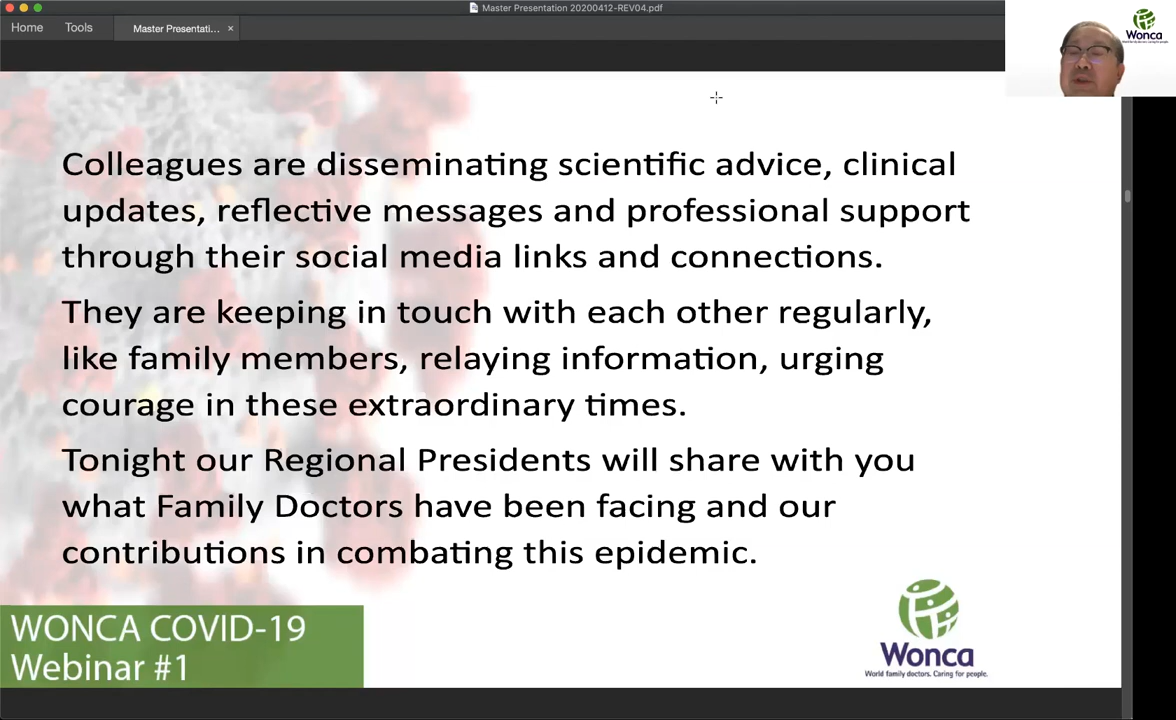 Master Presentation 20200412-REV04.pdf
Home Tools Master Presentati... ×
Wonca
Colleagues are disseminating scientific advice, clinical
updates, reflective messages and professional support
through their social media links and connections.
They are keeping in touch with each other regularly,
like family members, relaying information, urging
courage in these extraordinary times.
Tonight our Regional Presidents will share with you
what Family Doctors have been facing and our
contributions in combating this epidemic.
WONCA COVID-19
Webinar #1
Wonca
World family doctors. Caring for people.